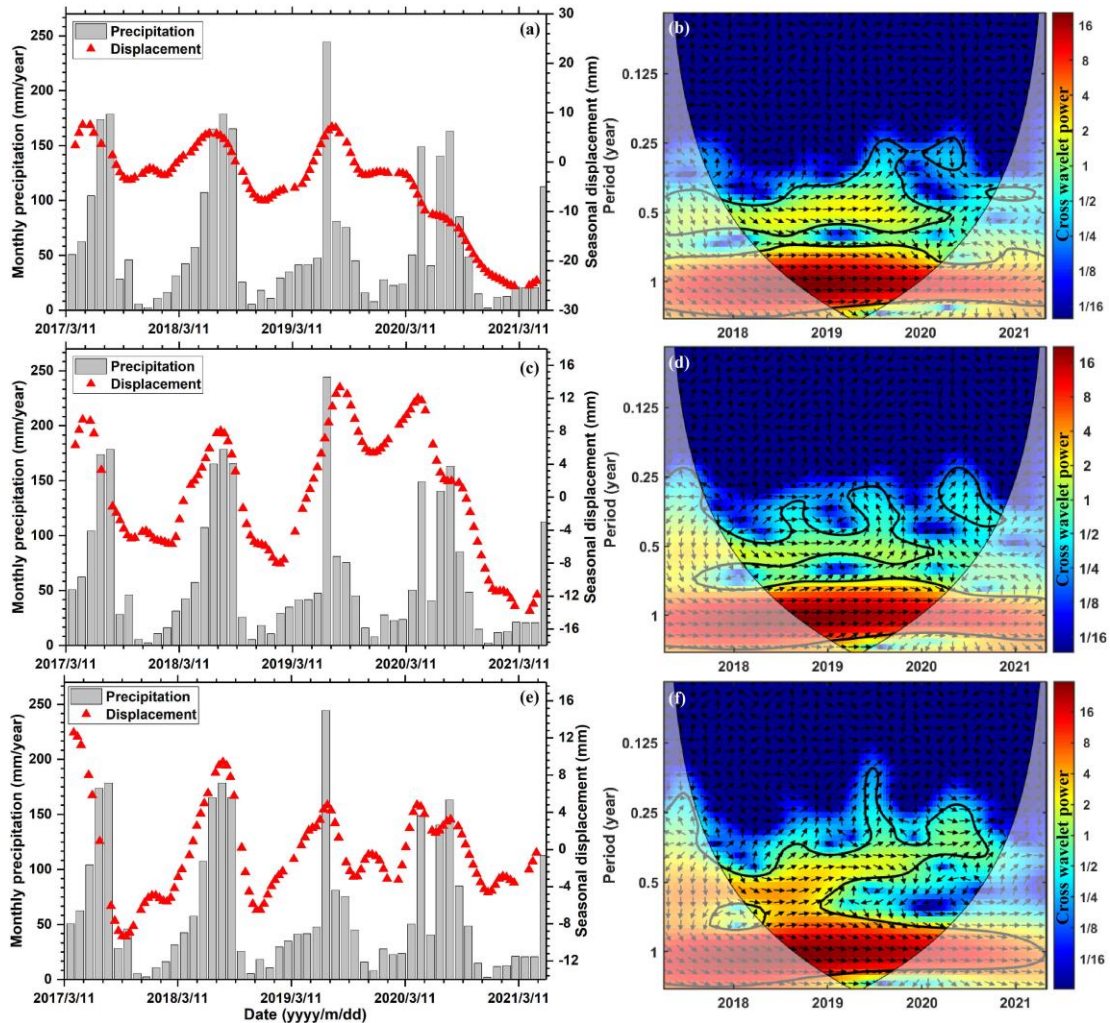 (a)
Precipitation
Displacement
Monthly precipitation (mm/year)
250
200
150
100
50
0
30
20
10
0
-10
-20
-30
Seasonal displacement (mm)
2017/3/11 2018/3/11 2019/3/11 2020/3/11 2021/3/11
(b)
Period (year)
0.125
0.25
0.5
1
2018 2019 2020 2021
16
8
4
2
1
1/2
1/4
1/8
1/16
Cross wavelet power
(c)
Precipitation
Displacement
Monthly precipitation (mm/year)
250
200
150
100
50
0
16
12
8
4
0
-4
-8
-12
-16
Seasonal displacement (mm)
2017/3/11 2018/3/11 2019/3/11 2020/3/11 2021/3/11
(d)
Period (year)
0.125
0.25
0.5
1
2018 2019 2020 2021
16
8
4
2
1
1/2
1/4
1/8
1/16
Cross wavelet power
(e)
Precipitation
Displacement
Monthly precipitation (mm/year)
250
200
150
100
50
0
16
12
8
4
0
-4
-8
-12
Seasonal displacement (mm)
2017/3/11 2018/3/11 2019/3/11 2020/3/11 2021/3/11
Date (yyyy/m/dd)
(f)
Period (year)
0.125
0.25
0.5
1
2018 2019 2020 2021
16
8
4
2
1
1/2
1/4
1/8
1/16
Cross wavelet power